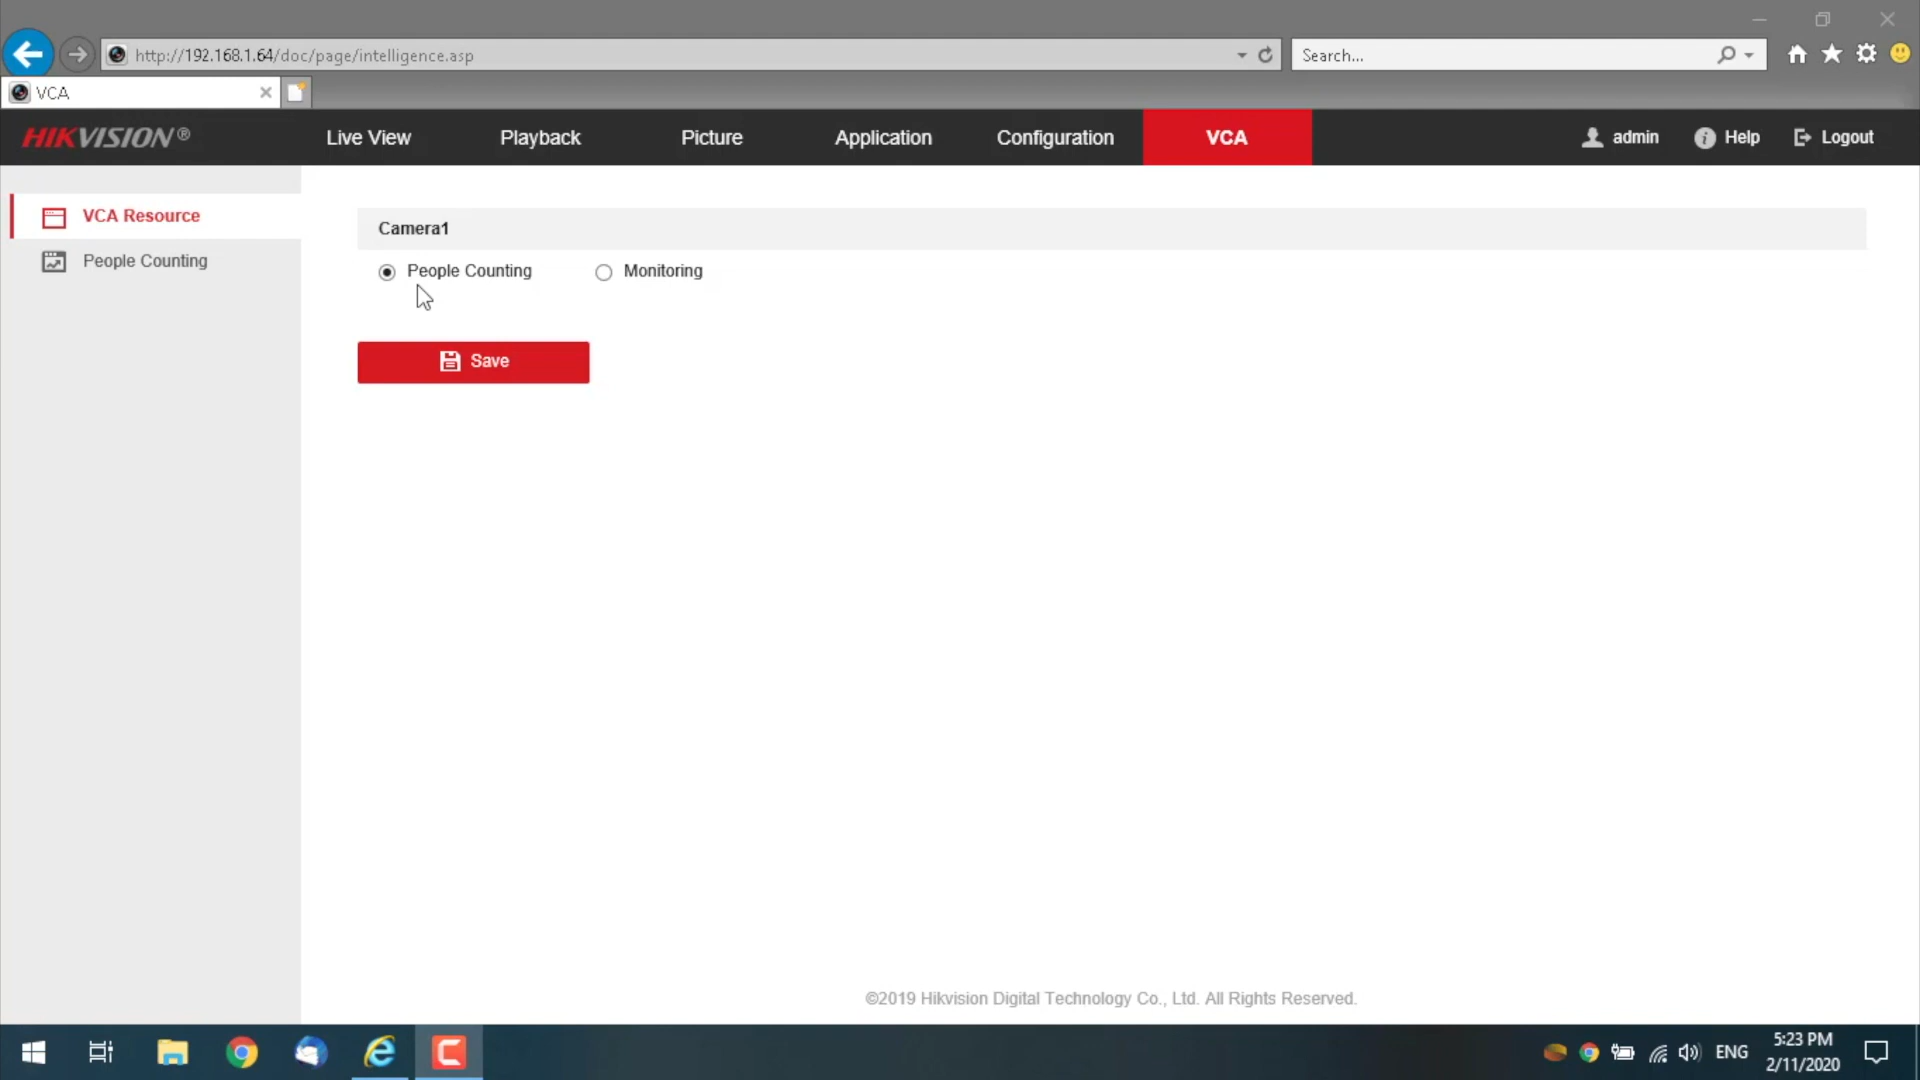 http://192.168.1.64/doc/page/intelligence.asp
Search...
VCA
HIKVISION®
Live View
Playback
Picture
Application
Configuration
VCA
admin
Help
Logout
VCA Resource
People Counting
Camera1
People Counting
Monitoring
Save
©2019 Hikvision Digital Technology Co., Ltd. All Rights Reserved.
ENG
5:23 PM
2/11/2020